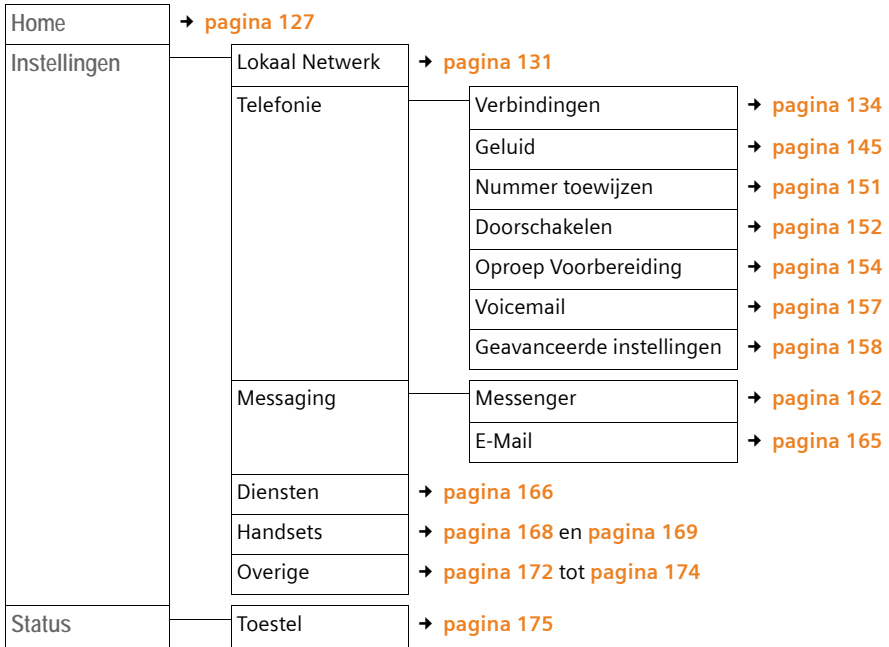 Home ➔ pagina 127
Instellingen Lokaal Netwerk ➔ pagina 131
Telefonie Verbindingen ➔ pagina 134
Geluid ➔ pagina 145
Nummer toewijzen ➔ pagina 151
Doorschakelen ➔ pagina 152
Oproep Voorbereiding ➔ pagina 154
Voicemail ➔ pagina 157
Geavanceerde instellingen ➔ pagina 158
Messaging Messenger ➔ pagina 162
E-Mail ➔ pagina 165
Diensten ➔ pagina 166
Handsets ➔ pagina 168 en pagina 169
Overige ➔ pagina 172 tot pagina 174
Status Toestel ➔ pagina 175